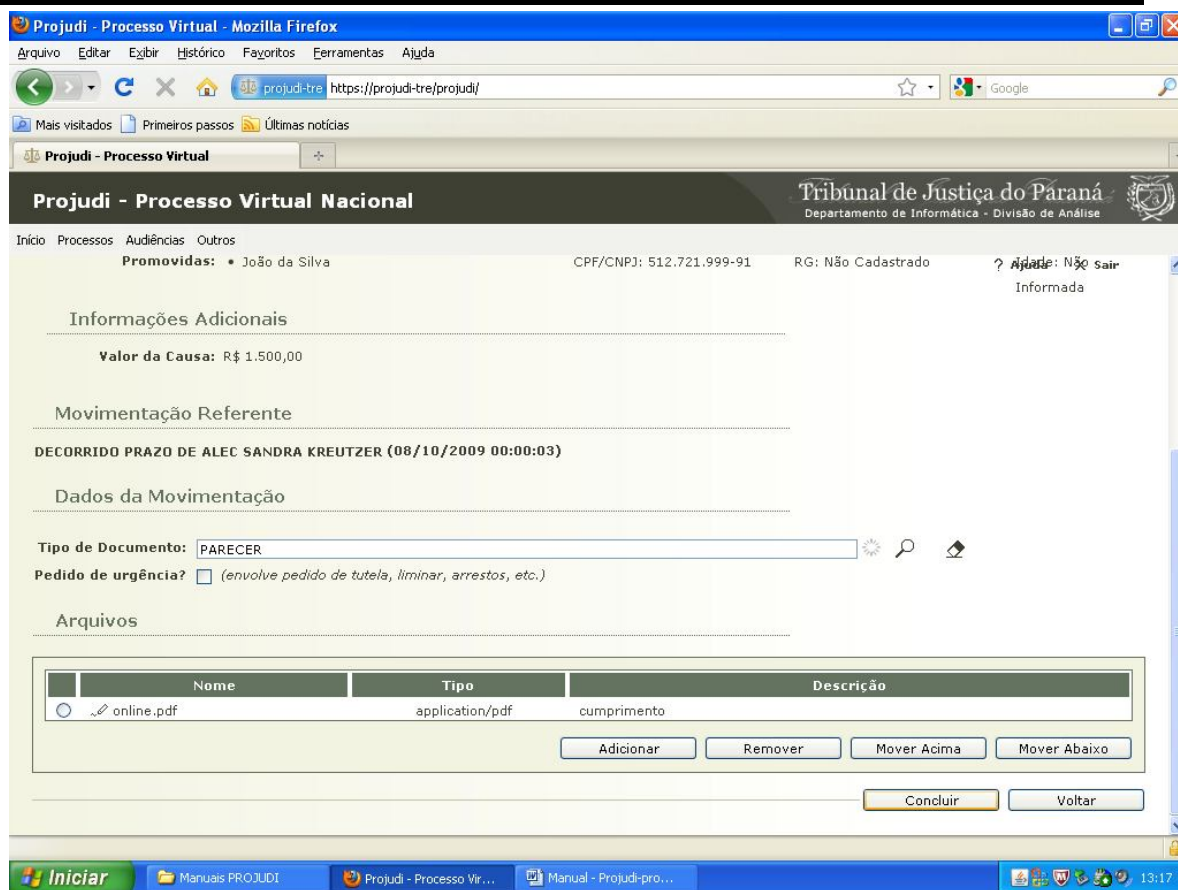 Projudi - Processo Virtual - Mozilla Firefox
Arquivo Editar Exibir Histórico Favoritos Ferramentas Ajuda
projudi-tre https://projudi-tre/projudi/ Google
Mais visitados Primeiros passos Últimas notícias
Projudi - Processo Virtual
Projudi - Processo Virtual Nacional Tribunal de Justiça do Paraná
Departamento de Informática - Divisão de Análise
Início Processos Audiências Outros
Promovidas: • João da Silva CPF/CNPJ: 512.721.999-91 RG: Não Cadastrado Idade: Não ? Ajuda X Sair
Informada
Informações Adicionais
Valor da Causa: R$ 1.500,00
Movimentação Referente
DECORRIDO PRAZO DE ALEC SANDRA KREUTZER (08/10/2009 00:00:03)
Dados da Movimentação
Tipo de Documento: PARECER
Pedido de urgência? (envolve pedido de tutela, liminar, arrestos, etc.)
Arquivos
Nome Tipo Descrição
online.pdf application/pdf cumprimento
Adicionar Remover Mover Acima Mover Abaixo
Concluir Voltar
Iniciar Manuais PROJUDI Projudi - Processo Vir... Manual - Projudi-pro... 13:17